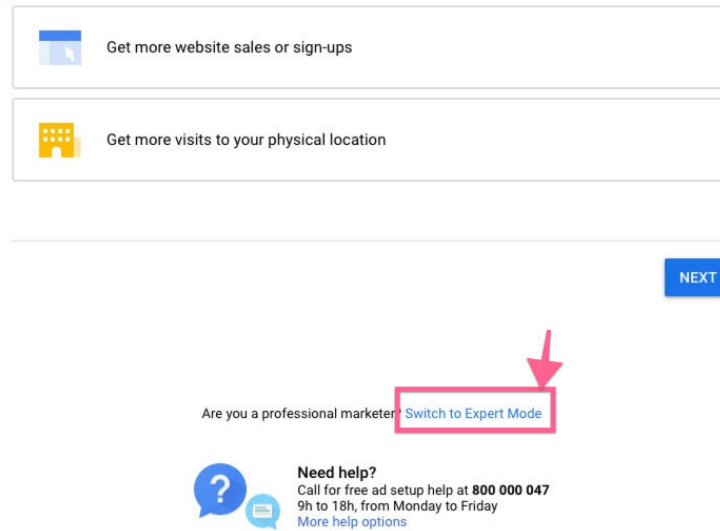 Get more website sales or sign-ups
Get more visits to your physical location
NEXT
Are you a professional marketer? Switch to Expert Mode
?
Need help?
Call for free ad setup help at 800 000 047
9h to 18h, from Monday to Friday
More help options